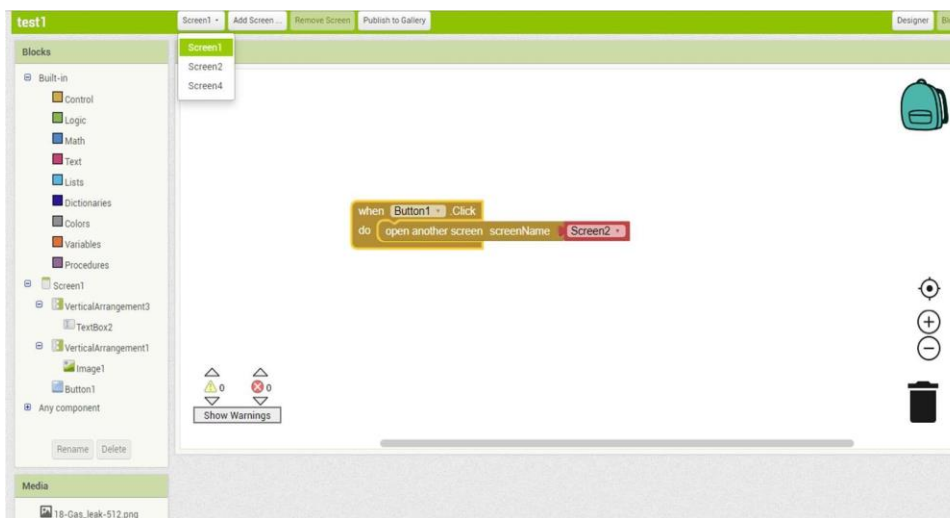 test1
Screen1
Add Screen ...
Remove Screen
Publish to Gallery
Designer
Screen1
Screen2
Screen4
Blocks
Built-in
Control
Logic
Math
Text
Lists
Dictionaries
Colors
Variables
Procedures
Screen1
VerticalArrangement3
TextBox2
VerticalArrangement1
Image1
Button1
Any component
Rename Delete
when Button1 .Click
do open another screen screenName Screen2
0 0
Show Warnings
Media
18-Gas_leak-512.png